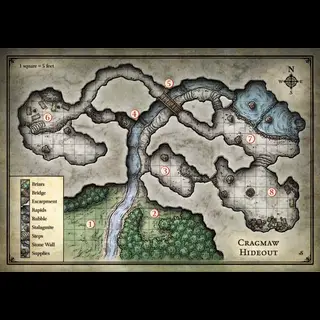 1 square = 5 feet
N
5
4
6
7
3
8
Briars
Bridge
Escarpment
Rapids
Rubble
Stalagmite
Steps
Stone Wall
Supplies
1
2
Cragmaw
Hideout